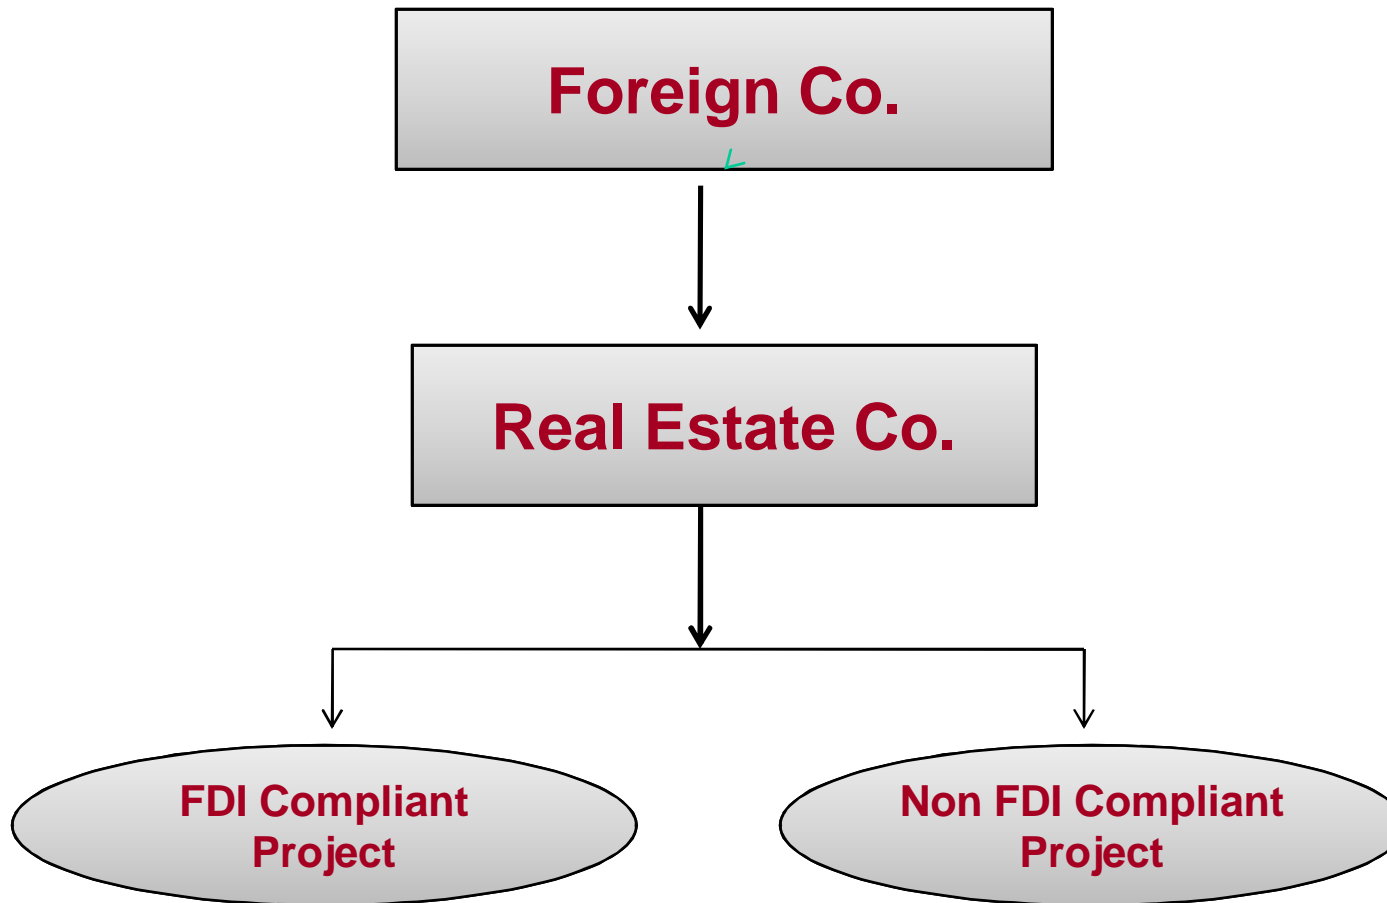 Foreign Co.
Real Estate Co.
FDI Compliant
Project
Non FDI Compliant
Project